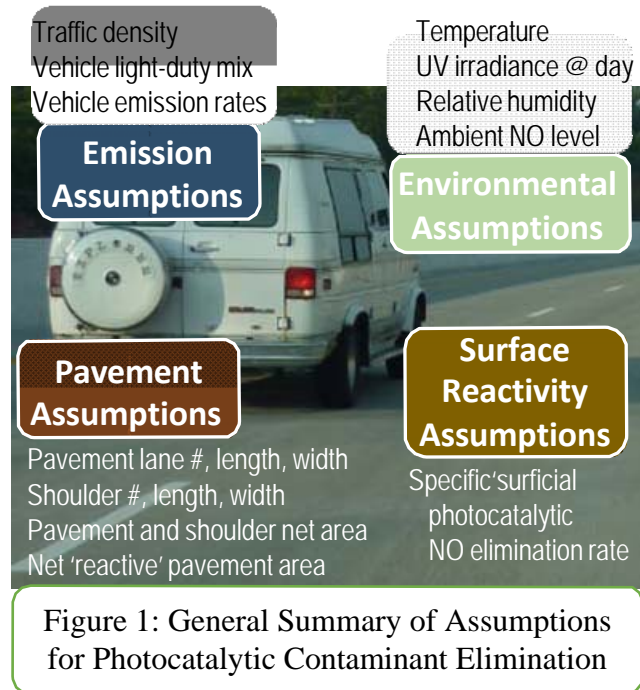 Traffic density
Vehicle light-duty mix
Vehicle emission rates
Emission
Assumptions
Temperature
UV irradiance @ day
Relative humidity
Ambient NO level
Environmental
Assumptions
Pavement
Assumptions
Pavement lane #, length, width
Shoulder #, length, width
Pavement and shoulder net area
Net ‘reactive’ pavement area
Surface
Reactivity
Assumptions
Specific‘surficial
photocatalytic
NO elimination rate
Figure 1: General Summary of Assumptions
for Photocatalytic Contaminant Elimination